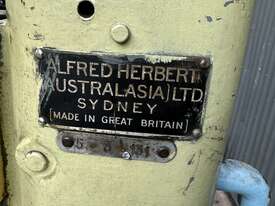 ALFRED HERBERT
(AUSTRALASIA) LTD
SYDNEY
[MADE IN GREAT BRITAIN]